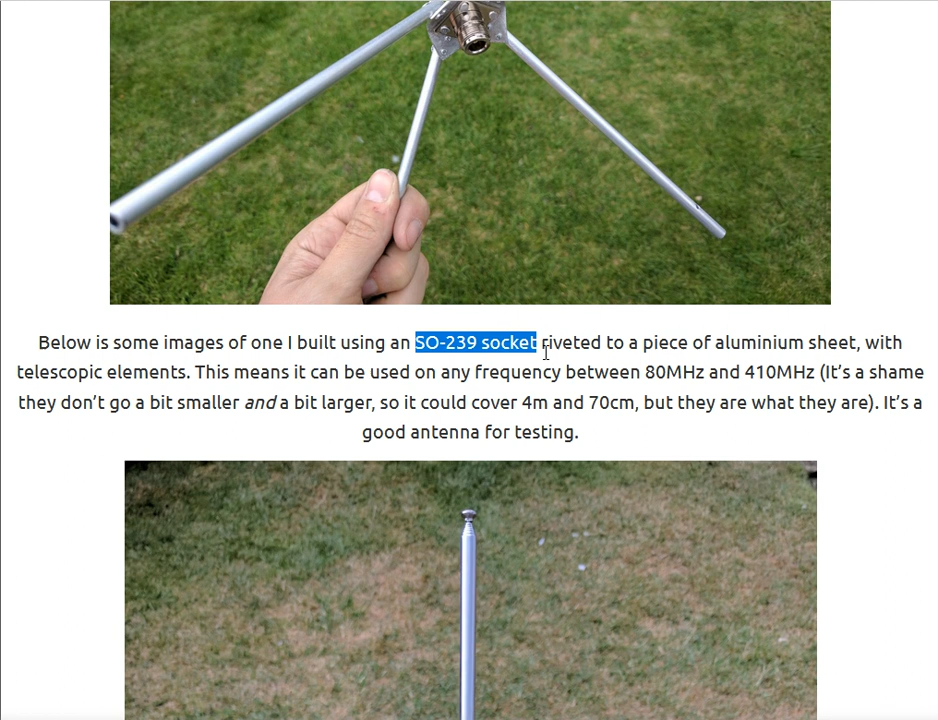 Below is some images of one I built using an SO-239 socket riveted to a piece of aluminium sheet, with
telescopic elements. This means it can be used on any frequency between 80MHz and 410MHz (It’s a shame
they don’t go a bit smaller and a bit larger, so it could cover 4m and 70cm, but they are what they are). It’s a
good antenna for testing.